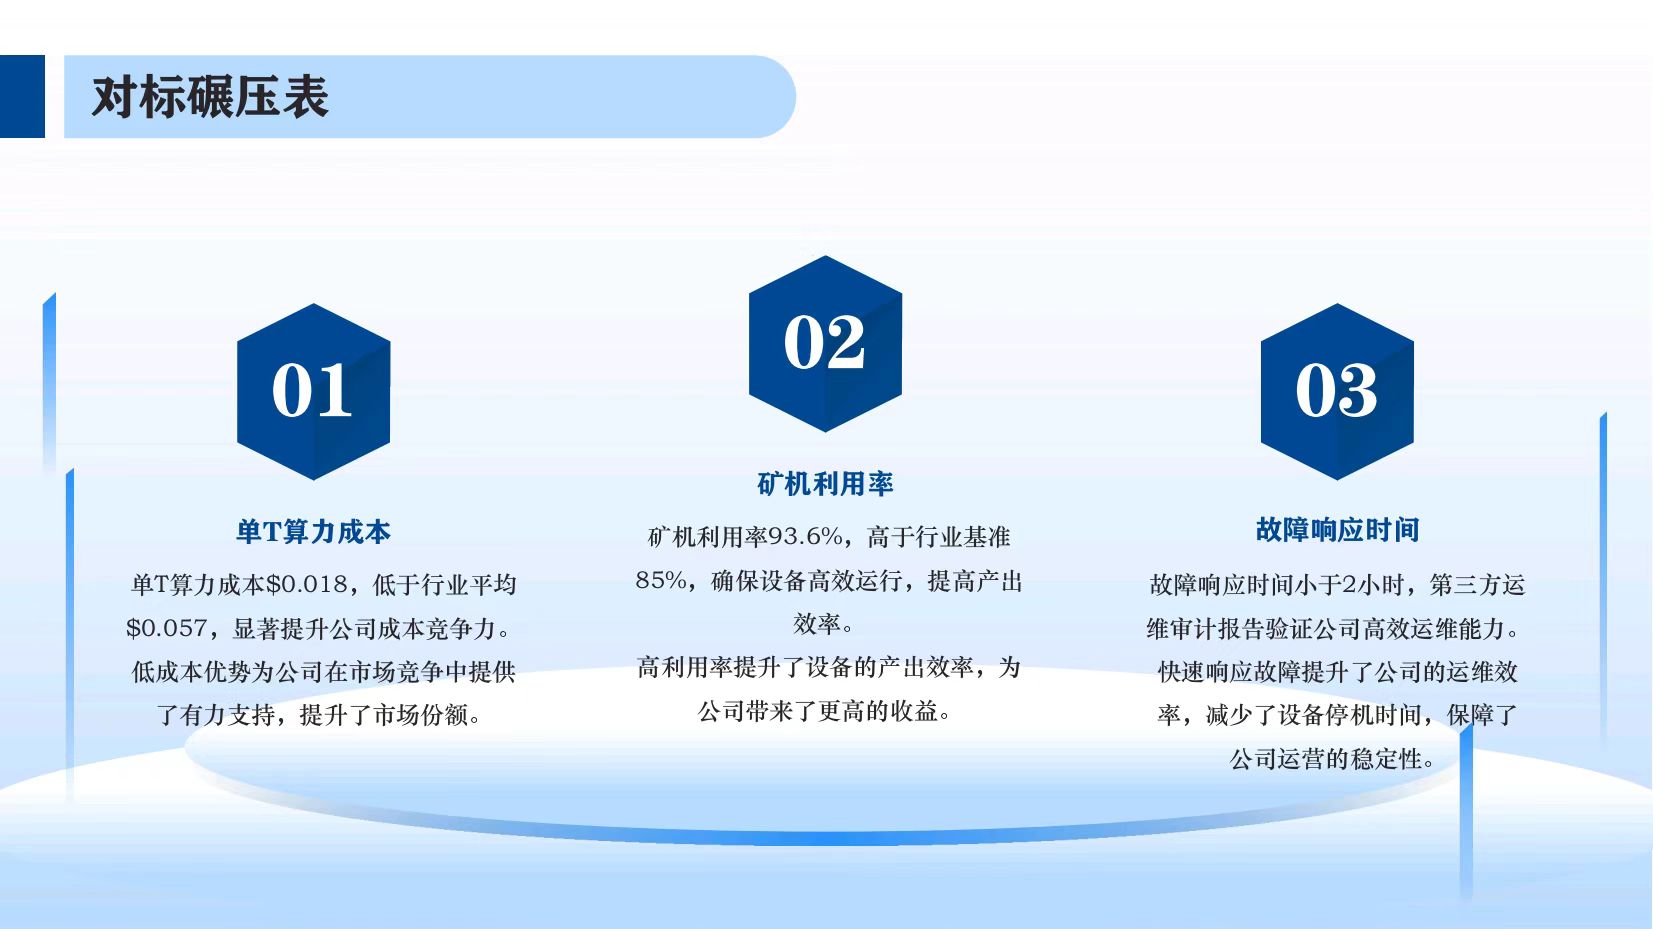 对标碾压表
01
单T算力成本
单T算力成本$0.018，低于行业平均
$0.057，显著提升公司成本竞争力。
低成本优势为公司在市场竞争中提供
了有力支持，提升了市场份额。
02
矿机利用率
矿机利用率93.6%，高于行业基准
85%，确保设备高效运行，提高产出
效率。
高利用率提升了设备的产出效率，为
公司带来了更高的收益。
03
故障响应时间
故障响应时间小于2小时，第三方运
维审计报告验证公司高效运维能力。
快速响应故障提升了公司的运维效
率，减少了设备停机时间，保障了
公司运营的稳定性。